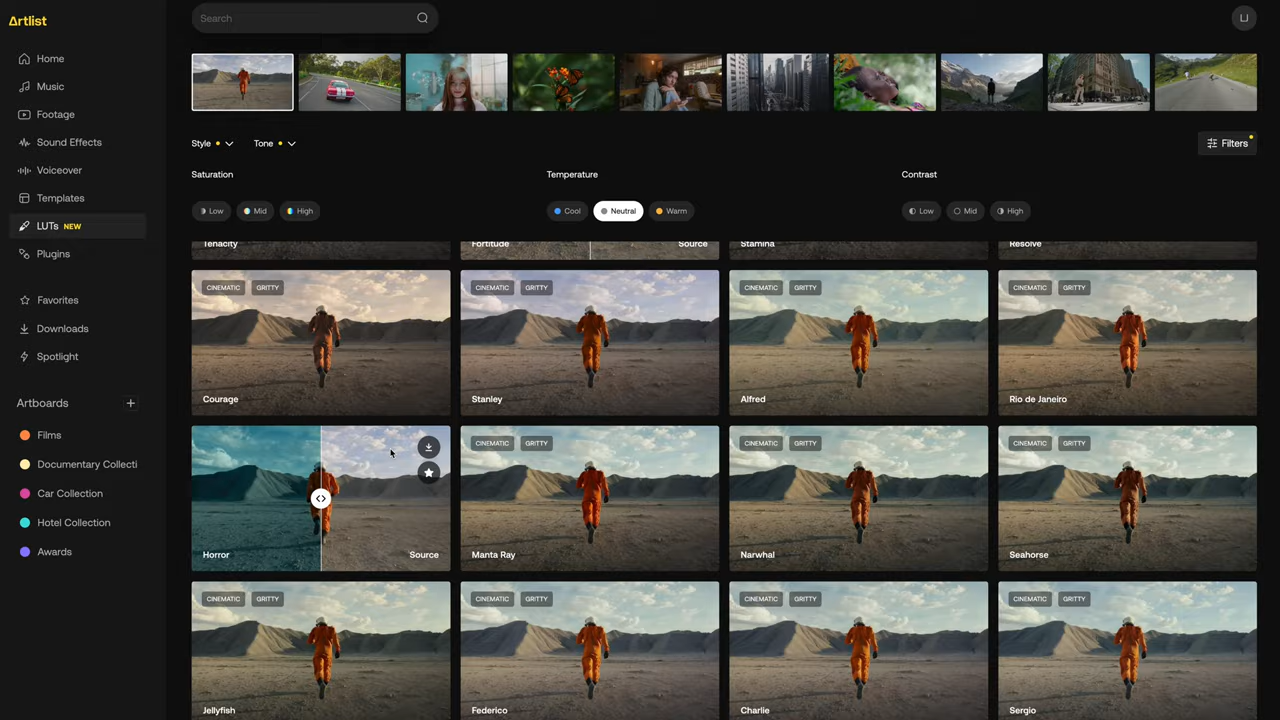 Artlist
Search
LI
Home
Music
Footage
Sound Effects
Voiceover
Templates
LUTs NEW
Plugins
Favorites
Downloads
Spotlight
Artboards
Films
Documentary Collecti
Car Collection
Hotel Collection
Awards
Style
Tone
Filters
Saturation
Temperature
Contrast
Low
Mid
High
Cool
Neutral
Warm
Low
Mid
High
Tenacity
Fortitude
Source
Stamina
Resolve
CINEMATIC GRITTY
CINEMATIC GRITTY
CINEMATIC GRITTY
CINEMATIC GRITTY
Courage
Stanley
Alfred
Rio de Janeiro
CINEMATIC GRITTY
CINEMATIC GRITTY
CINEMATIC GRITTY
Horror
Source
Manta Ray
Narwhal
Seahorse
CINEMATIC GRITTY
CINEMATIC GRITTY
CINEMATIC GRITTY
CINEMATIC GRITTY
Jellyfish
Federico
Charlie
Sergio